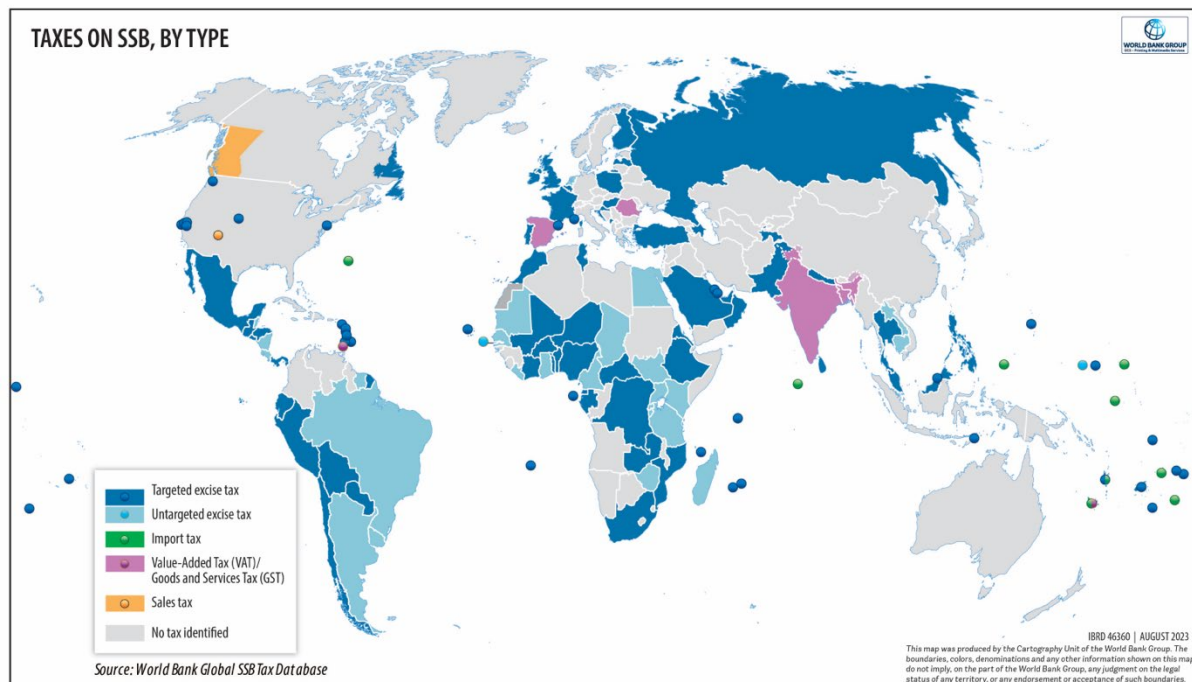 TAXES ON SSB, BY TYPE
WORLD BANK GROUP
Targeted excise tax
Untargeted excise tax
Import tax
Value-Added Tax (VAT)/
Goods and Services Tax (GST)
Sales tax
No tax identified
Source: World Bank Global SSB Tax Database
IBRD 46360 | AUGUST 2023
This map was produced by the Cartography Unit of the World Bank Group. The
boundaries, colors, denominations and any other information shown on this map
do not imply, on the part of the World Bank Group, any judgment on the legal
status of any territory, or any endorsement or acceptance of such boundaries.